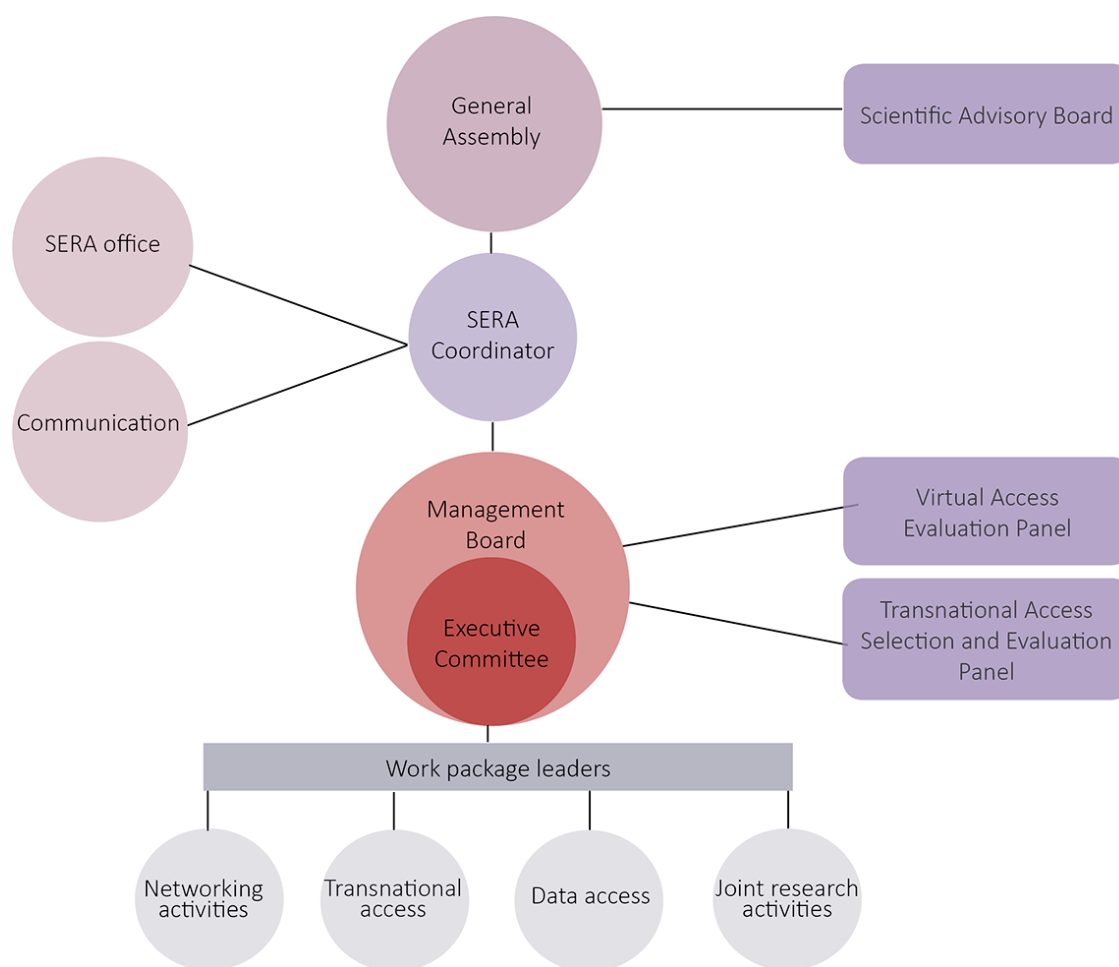 General
Assembly
Scientific Advisory Board
SERA office
SERA
Coordinator
Communication
Management
Board
Executive
Committee
Virtual Access
Evaluation Panel
Transnational Access
Selection and Evaluation
Panel
Work package leaders
Networking
activities
Transnational
access
Data access
Joint research
activities